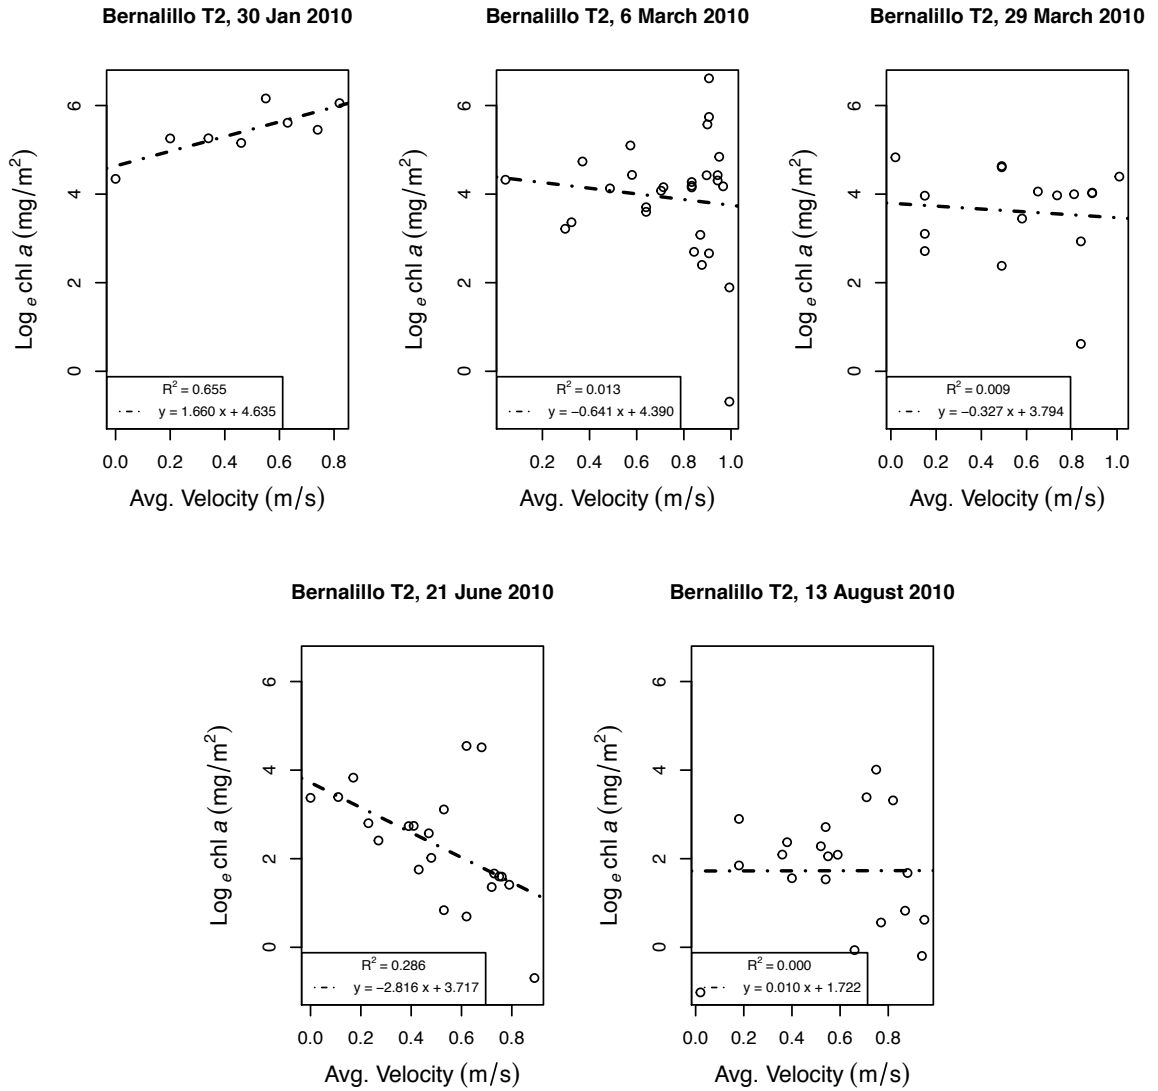 Bernalillo T2, 30 Jan 2010
Log e chl a (mg/m²)
6
4
2
0
R² = 0.655
y = 1.660 x + 4.635
0.0 0.2 0.4 0.6 0.8
Avg. Velocity (m/s)
Bernalillo T2, 6 March 2010
Log e chl a (mg/m²)
6
4
2
0
R² = 0.013
y = −0.641 x + 4.390
0.2 0.4 0.6 0.8 1.0
Avg. Velocity (m/s)
Bernalillo T2, 29 March 2010
Log e chl a (mg/m²)
6
4
2
0
R² = 0.009
y = −0.327 x + 3.794
0.0 0.2 0.4 0.6 0.8 1.0
Avg. Velocity (m/s)
Bernalillo T2, 21 June 2010
Log e chl a (mg/m²)
6
4
2
0
R² = 0.286
y = −2.816 x + 3.717
0.0 0.2 0.4 0.6 0.8
Avg. Velocity (m/s)
Bernalillo T2, 13 August 2010
Log e chl a (mg/m²)
6
4
2
0
R² = 0.000
y = 0.010 x + 1.722
0.0 0.2 0.4 0.6 0.8
Avg. Velocity (m/s)